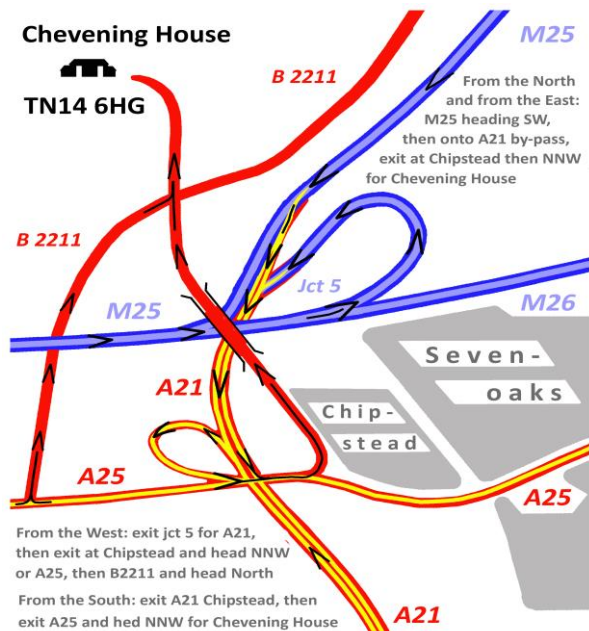 Chevening House
TN14 6HG
M25
B 2211
From the North
and from the East:
M25 heading SW,
then onto A21 by-pass,
exit at Chipstead then NNW
for Chevening House
B 2211
Jct 5
M25
M26
Seven-
oaks
A21
Chip-
stead
A25
A25
From the West: exit jct 5 for A21,
then exit at Chipstead and head NNW
or A25, then B2211 and head North
From the South: exit A21 Chipstead, then
exit A25 and hed NNW for Chevening House
A21